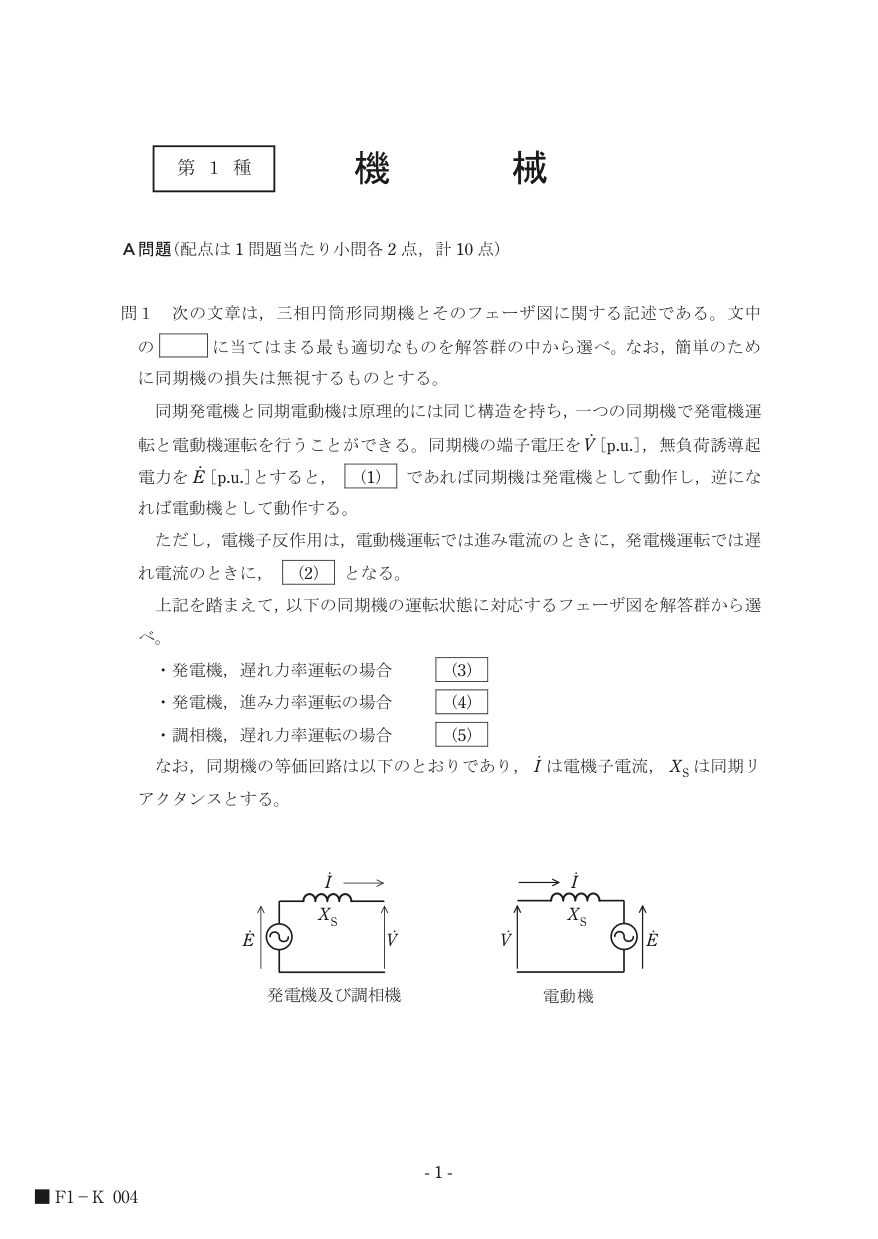 第 1 種
機 械
A問題(配点は1問題当たり小問各2点，計10点)
問1 次の文章は，三相円筒形同期機とそのフェーザ図に関する記述である。文中
の に当てはまる最も適切なものを解答群の中から選べ。なお，簡単のため
に同期機の損失は無視するものとする。
同期発電機と同期電動機は原理的には同じ構造を持ち，一つの同期機で発電機運
転と電動機運転を行うことができる。同期機の端子電圧をV̇[p.u.]，無負荷誘導起
電力をĖ[p.u.]とすると， (1) であれば同期機は発電機として動作し，逆にな
れば電動機として動作する。
ただし，電機子反作用は，電動機運転では進み電流のときに，発電機運転では遅
れ電流のときに， (2) となる。
上記を踏まえて，以下の同期機の運転状態に対応するフェーザ図を解答群から選
べ。
・発電機，遅れ力率運転の場合 (3)
・発電機，進み力率運転の場合 (4)
・調相機，遅れ力率運転の場合 (5)
なお，同期機の等価回路は以下のとおりであり，İは電機子電流，XSは同期リ
アクタンスとする。
İ
XS
Ė
V̇
発電機及び調相機
İ
XS
V̇
Ė
電動機
- 1 -
■F1－K 004